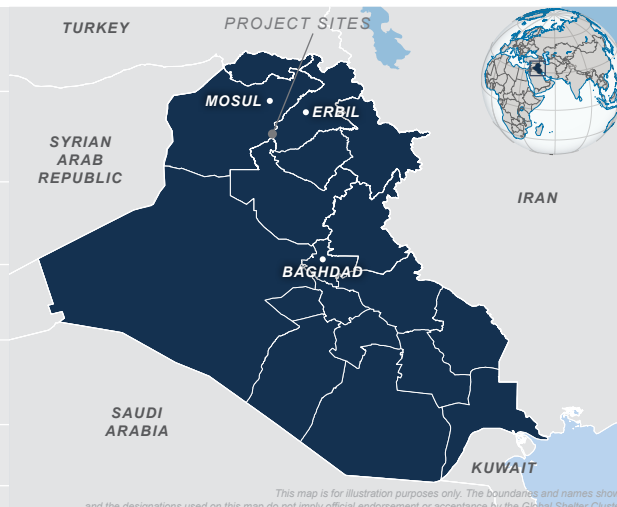 TURKEY
PROJECT SITES
MOSUL
ERBIL
SYRIAN
ARAB
REPUBLIC
IRAN
BAGHDAD
SAUDI
ARABIA
KUWAIT
This map is for illustration purposes only. The boundaries and names show
and the designations used on this map do not imply official endorsement or acceptance by the Global Shelter Cluste